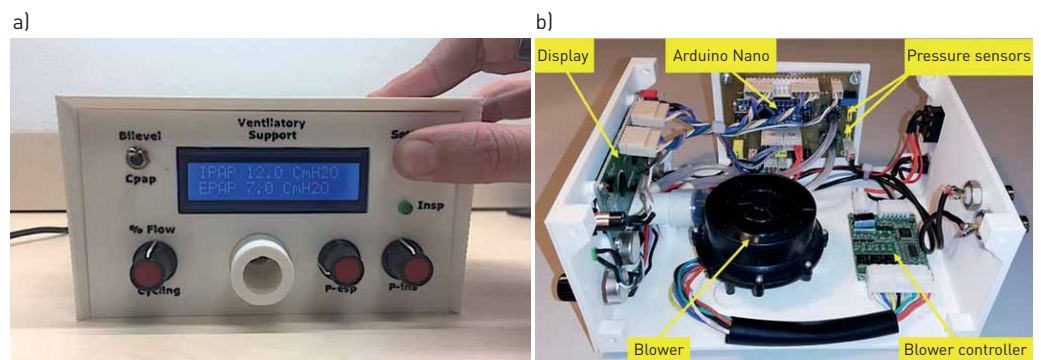 a)
Bilevel
Cpap
Ventilatory
Support
IPAP 12.0 CmH2O
EPAP 7.0 CmH2O
Insp
% Flow
Cycling
P-esp
P-ins
b)
Display
Arduino Nano
Pressure sensors
Blower
Blower controller